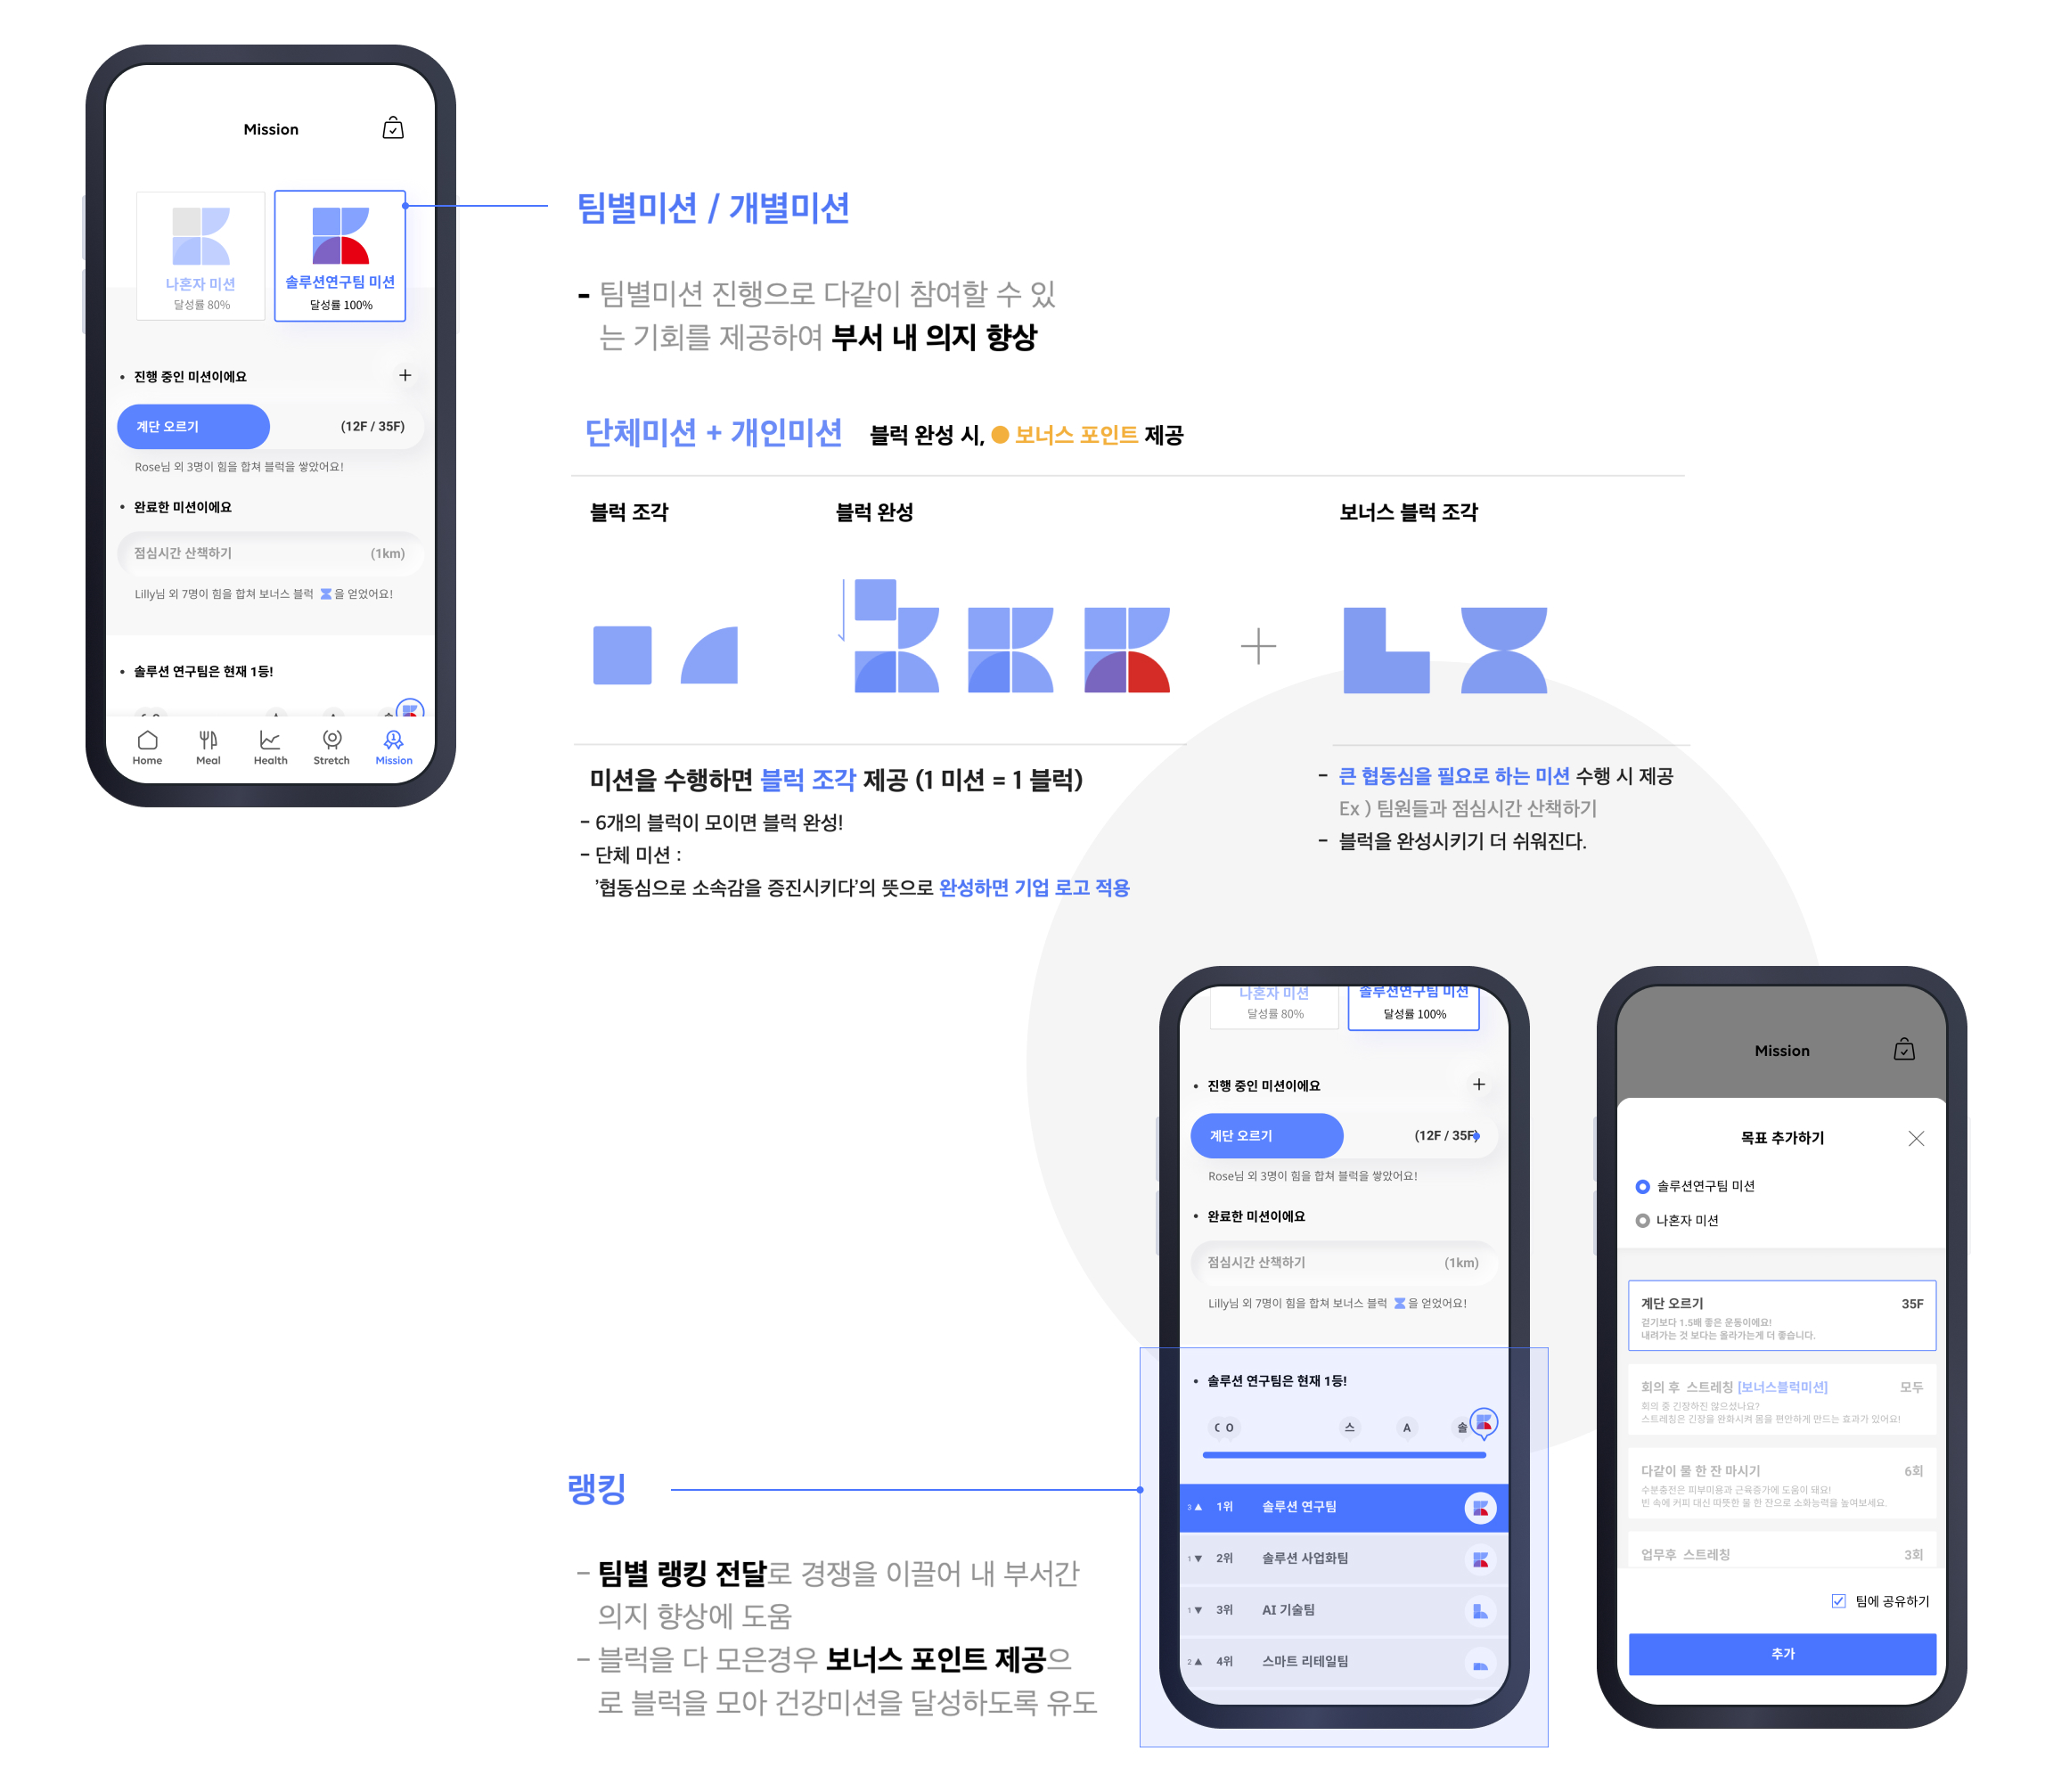 Mission
나혼자 미션
달성률 80%
솔루션연구팀 미션
달성률 100%
진행 중인 미션이에요
계단 오르기 (12F / 35F)
Rose님 외 3명이 힘을 합쳐 블럭을 쌓았어요!
완료한 미션이에요
점심시간 산책하기 (1km)
Lilly님 외 7명이 힘을 합쳐 보너스 블럭 을 얻었어요!
솔루션 연구팀은 현재 1등!
Home Meal Health Stretch Mission
팀별미션 / 개별미션
- 팀별미션 진행으로 다같이 참여할 수 있
는 기회를 제공하여 부서 내 의지 향상
단체미션 + 개인미션 블럭 완성 시, 보너스 포인트 제공
블럭 조각 블럭 완성 보너스 블럭 조각
미션을 수행하면 블럭 조각 제공 (1 미션 = 1 블럭)
- 6개의 블럭이 모이면 블럭 완성!
- 단체 미션 :
'협동심으로 소속감을 증진시키다'의 뜻으로 완성하면 기업 로고 적용
- 큰 협동심을 필요로 하는 미션 수행 시 제공
Ex ) 팀원들과 점심시간 산책하기
- 블럭을 완성시키기 더 쉬워진다.
랭킹
- 팀별 랭킹 전달로 경쟁을 이끌어 내 부서간
의지 향상에 도움
- 블럭을 다 모은경우 보너스 포인트 제공으
로 블럭을 모아 건강미션을 달성하도록 유도
나혼자 미션
달성률 80%
솔루션연구팀 미션
달성률 100%
진행 중인 미션이에요
계단 오르기 (12F / 35F)
Rose님 외 3명이 힘을 합쳐 블럭을 쌓았어요!
완료한 미션이에요
점심시간 산책하기 (1km)
Lilly님 외 7명이 힘을 합쳐 보너스 블럭 을 얻었어요!
솔루션 연구팀은 현재 1등!
O 스 A 솔
3 ▲ 1위 솔루션 연구팀
1 ▼ 2위 솔루션 사업화팀
1 ▼ 3위 AI 기술팀
2 ▲ 4위 스마트 리테일팀
Mission
목표 추가하기
솔루션연구팀 미션
나혼자 미션
계단 오르기 35F
걷기보다 1.5배 좋은 운동이에요!
내려가는 것 보다는 올라가는게 더 좋습니다.
회의 후 스트레칭 [보너스블럭미션] 모두
회의 중 긴장하진 않으셨나요?
스트레칭은 긴장을 완화시켜 몸을 편안하게 만드는 효과가 있어요!
다같이 물 한 잔 마시기 6회
수분충전은 피부미용과 근육증가에 도움이 돼요!
빈 속에 커피 대신 따뜻한 물 한 잔으로 소화능력을 높여보세요.
업무후 스트레칭 3회
팀에 공유하기
추가